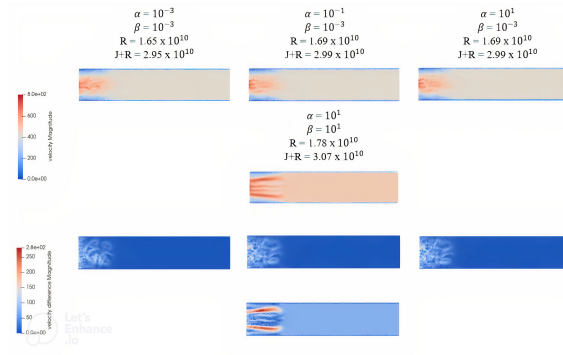 α = 10⁻³
β = 10⁻³
R = 1.65 x 10¹⁰
J+R = 2.95 x 10¹⁰
α = 10⁻¹
β = 10⁻³
R = 1.69 x 10¹⁰
J+R = 2.99 x 10¹⁰
α = 10¹
β = 10⁻³
R = 1.69 x 10¹⁰
J+R = 2.99 x 10¹⁰
8.0e+02
600
400
200
0.0e+00
velocity Magnitude
α = 10¹
β = 10¹
R = 1.78 x 10¹⁰
J+R = 3.07 x 10¹⁰
2.8e+02
250
200
150
100
50
0.0e+00
velocity difference Magnitude
Let's
Enhance
.io